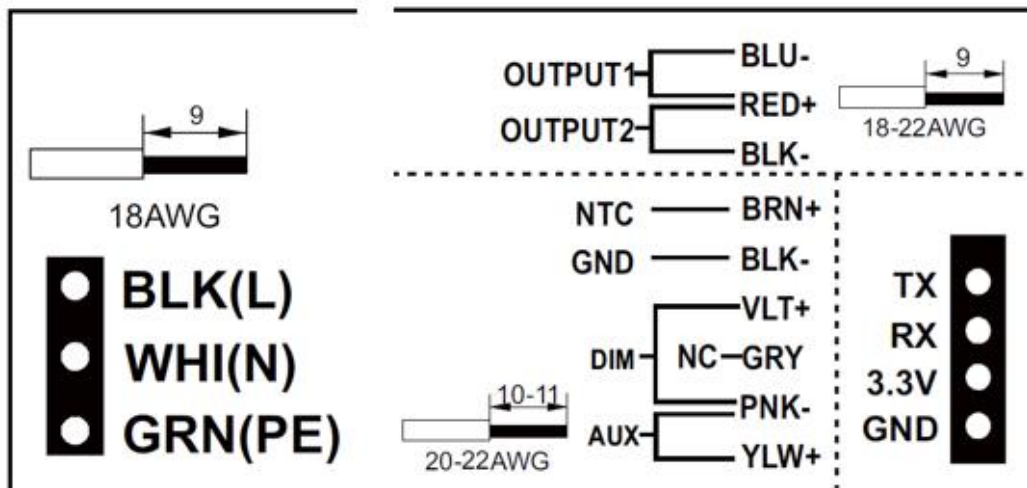 9
18AWG
BLK(L)
WHI(N)
GRN(PE)
OUTPUT1
BLU-
RED+
OUTPUT2
BLK-
9
18-22AWG
NTC BRN+
GND BLK-
VLT+
DIM NC GRY
PNK-
AUX
YLW+
10-11
20-22AWG
TX
RX
3.3V
GND